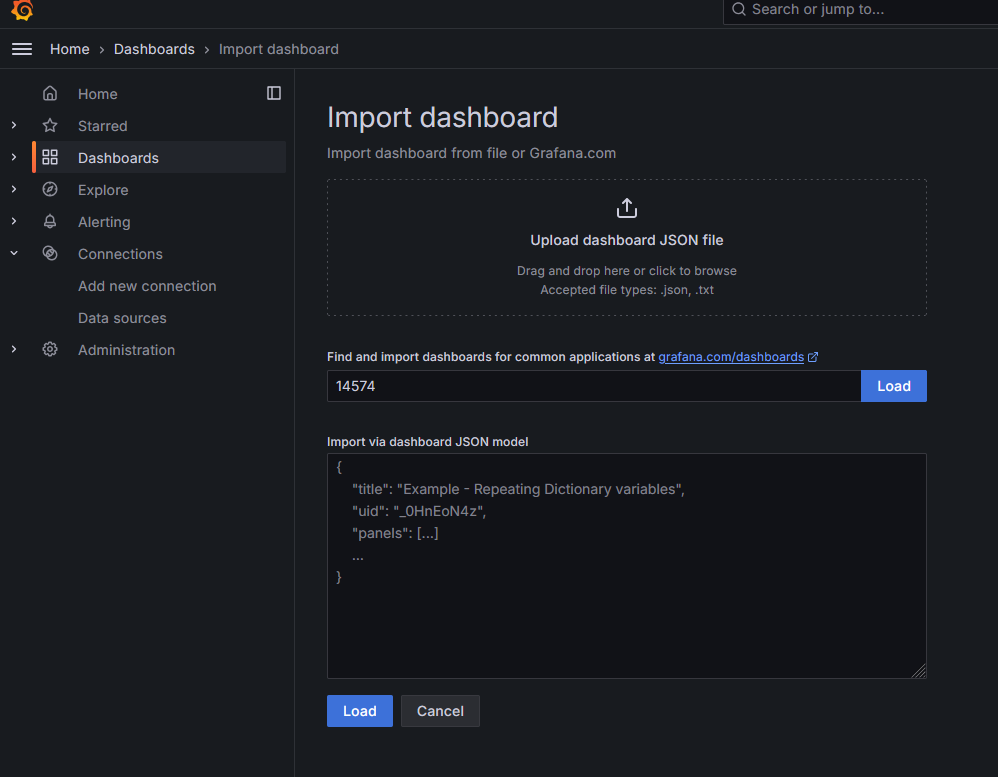 Search or jump to...
Home › Dashboards › Import dashboard
Home
Starred
Dashboards
Explore
Alerting
Connections
Add new connection
Data sources
Administration
Import dashboard
Import dashboard from file or Grafana.com
Upload dashboard JSON file
Drag and drop here or click to browse
Accepted file types: .json, .txt
Find and import dashboards for common applications at grafana.com/dashboards
14574 Load
Import via dashboard JSON model
{
"title": "Example - Repeating Dictionary variables",
"uid": "_0HnEoN4z",
"panels": [...]
...
}
Load Cancel